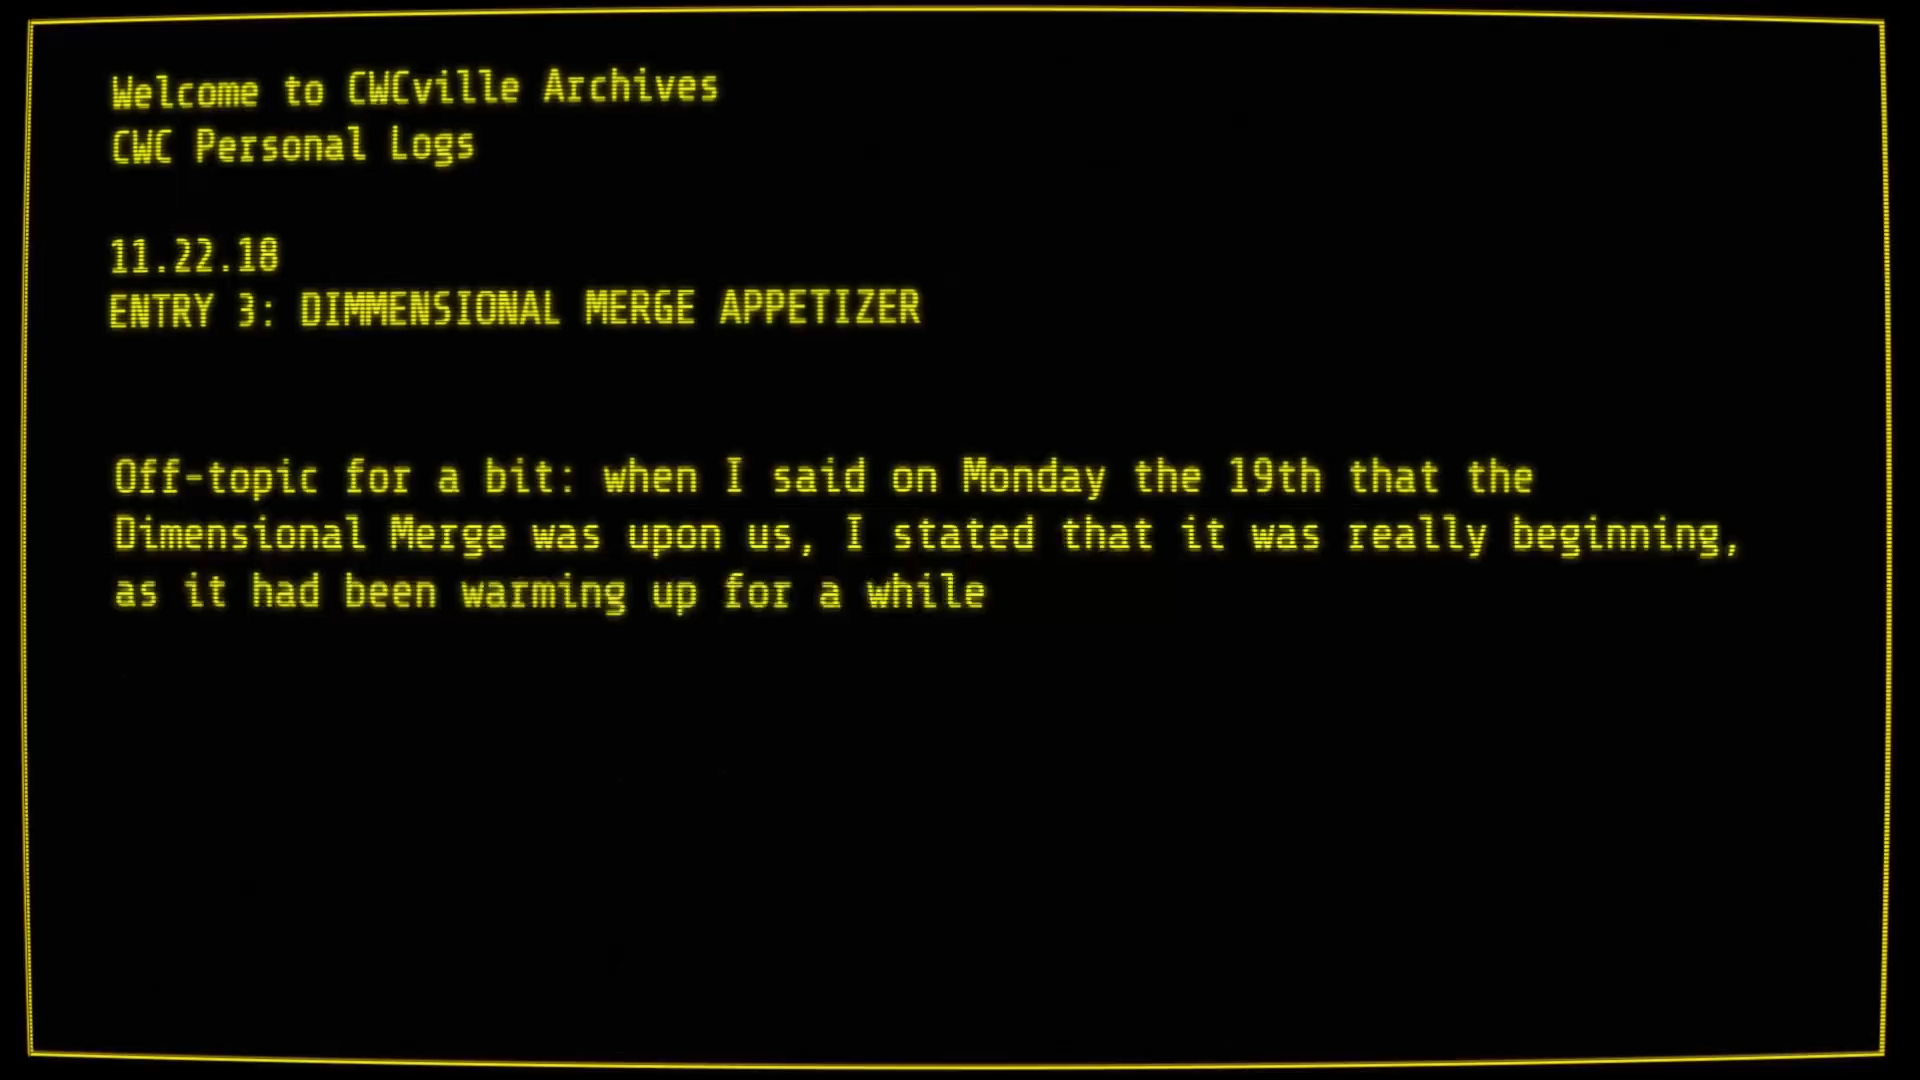 Welcome to CWCville Archives
CWC Personal Logs
11.22.18
ENTRY 3: DIMMENSIONAL MERGE APPETIZER
Off-topic for a bit: when I said on Monday the 19th that the
Dimensional Merge was upon us, I stated that it was really beginning,
as it had been warming up for a while